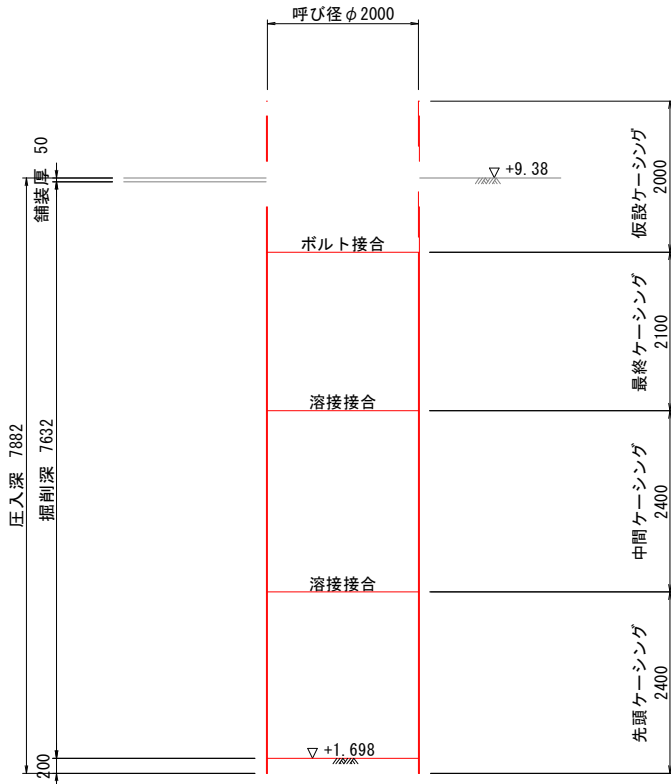 呼び径φ2000
舗装厚 50
▽ +9.38
仮設ケーシング
2000
ボルト接合
最終ケーシング
2100
溶接接合
圧入深 7882
掘削深 7632
中間ケーシング
2400
溶接接合
先頭ケーシング
2400
▽ +1.698
200